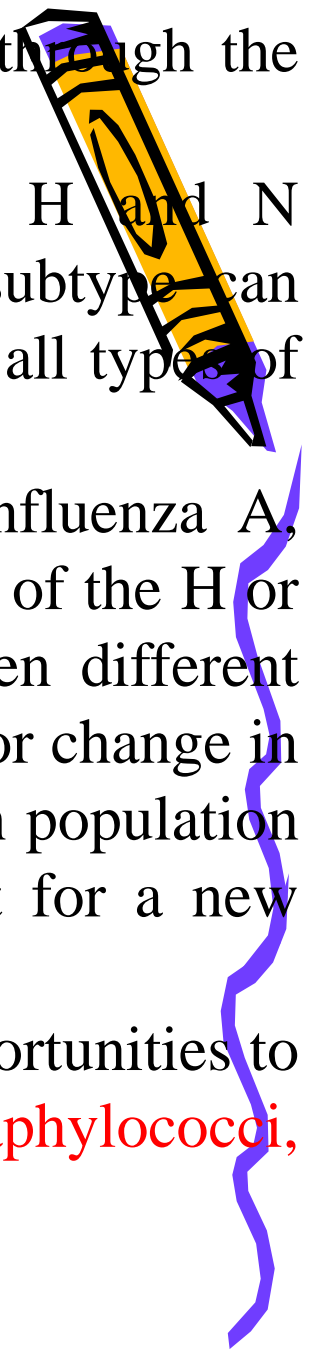 through the
H and N
subtype can
all types of
nfluenza A,
of the H or
en different
or change in
n population
t for a new
ortunities to
aphylococci,